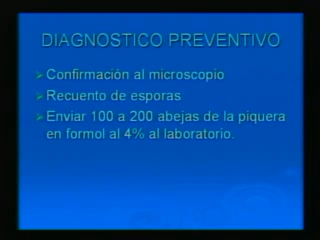 DIAGNOSTICO PREVENTIVO
Confirmación al microscopio
Recuento de esporas
Enviar 100 a 200 abejas de la piquera
en formol al 4% al laboratorio.